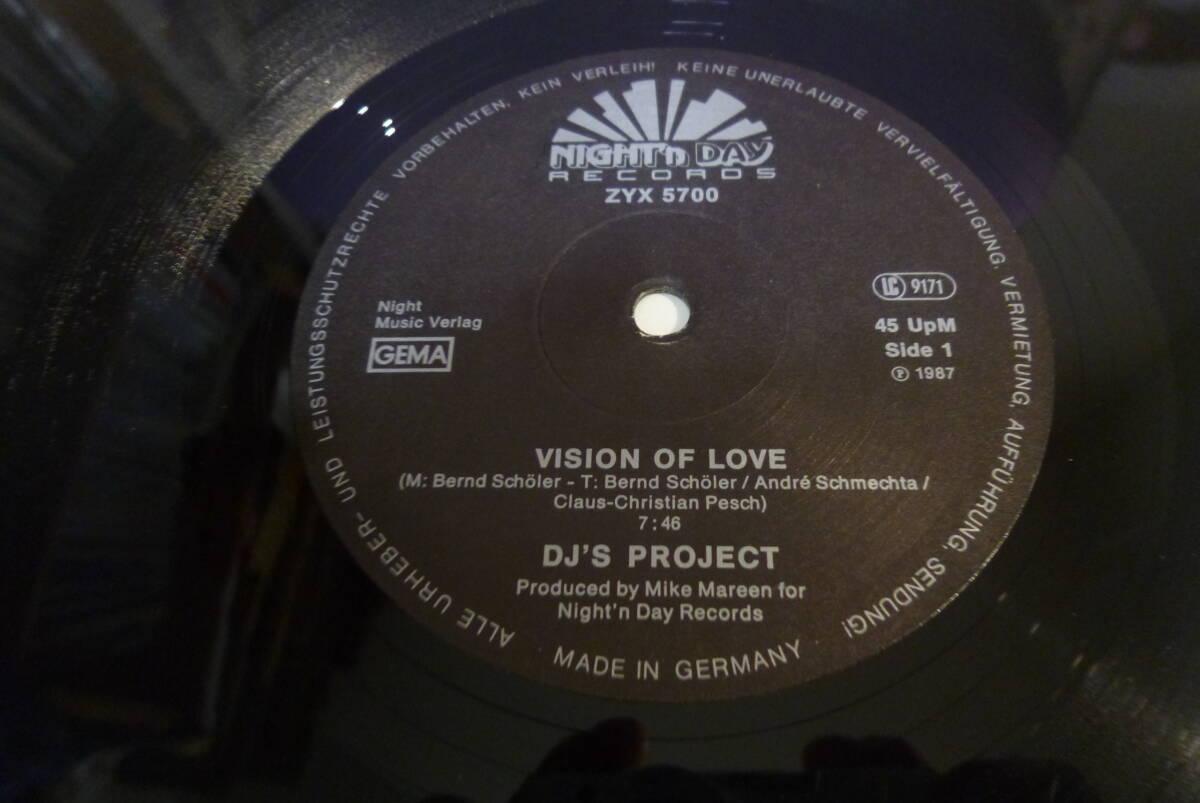 ALLE URHEBER- UND LEISTUNGSSCHUTZRECHTE VORBEHALTEN. KEIN VERLEIH! KEINE UNERLAUBTE VERVIELFÄLTIGUNG, VERMIETUNG, AUFFÜHRUNG, SENDUNG!
NIGHT'n DAY
RECORDS
ZYX 5700
Night
Music Verlag
GEMA
LC 9171
45 UpM
Side 1
Ⓟ 1987
VISION OF LOVE
(M: Bernd Schöler - T: Bernd Schöler / André Schmechta /
Claus-Christian Pesch)
7:46
DJ'S PROJECT
Produced by Mike Mareen for
Night'n Day Records
MADE IN GERMANY